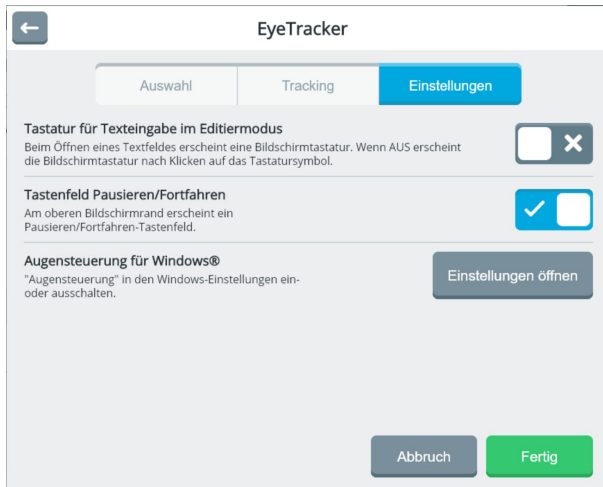 EyeTracker
Auswahl
Tracking
Einstellungen
Tastatur für Texteingabe im Editiermodus
Beim Öffnen eines Textfeldes erscheint eine Bildschirmtastatur. Wenn AUS erscheint
die Bildschirmtastatur nach Klicken auf das Tastatursymbol.
Tastenfeld Pausieren/Fortfahren
Am oberen Bildschirmrand erscheint ein
Pausieren/Fortfahren-Tastenfeld.
Augensteuerung für Windows®
"Augensteuerung" in den Windows-Einstellungen ein-
oder ausschalten.
Einstellungen öffnen
Abbruch
Fertig